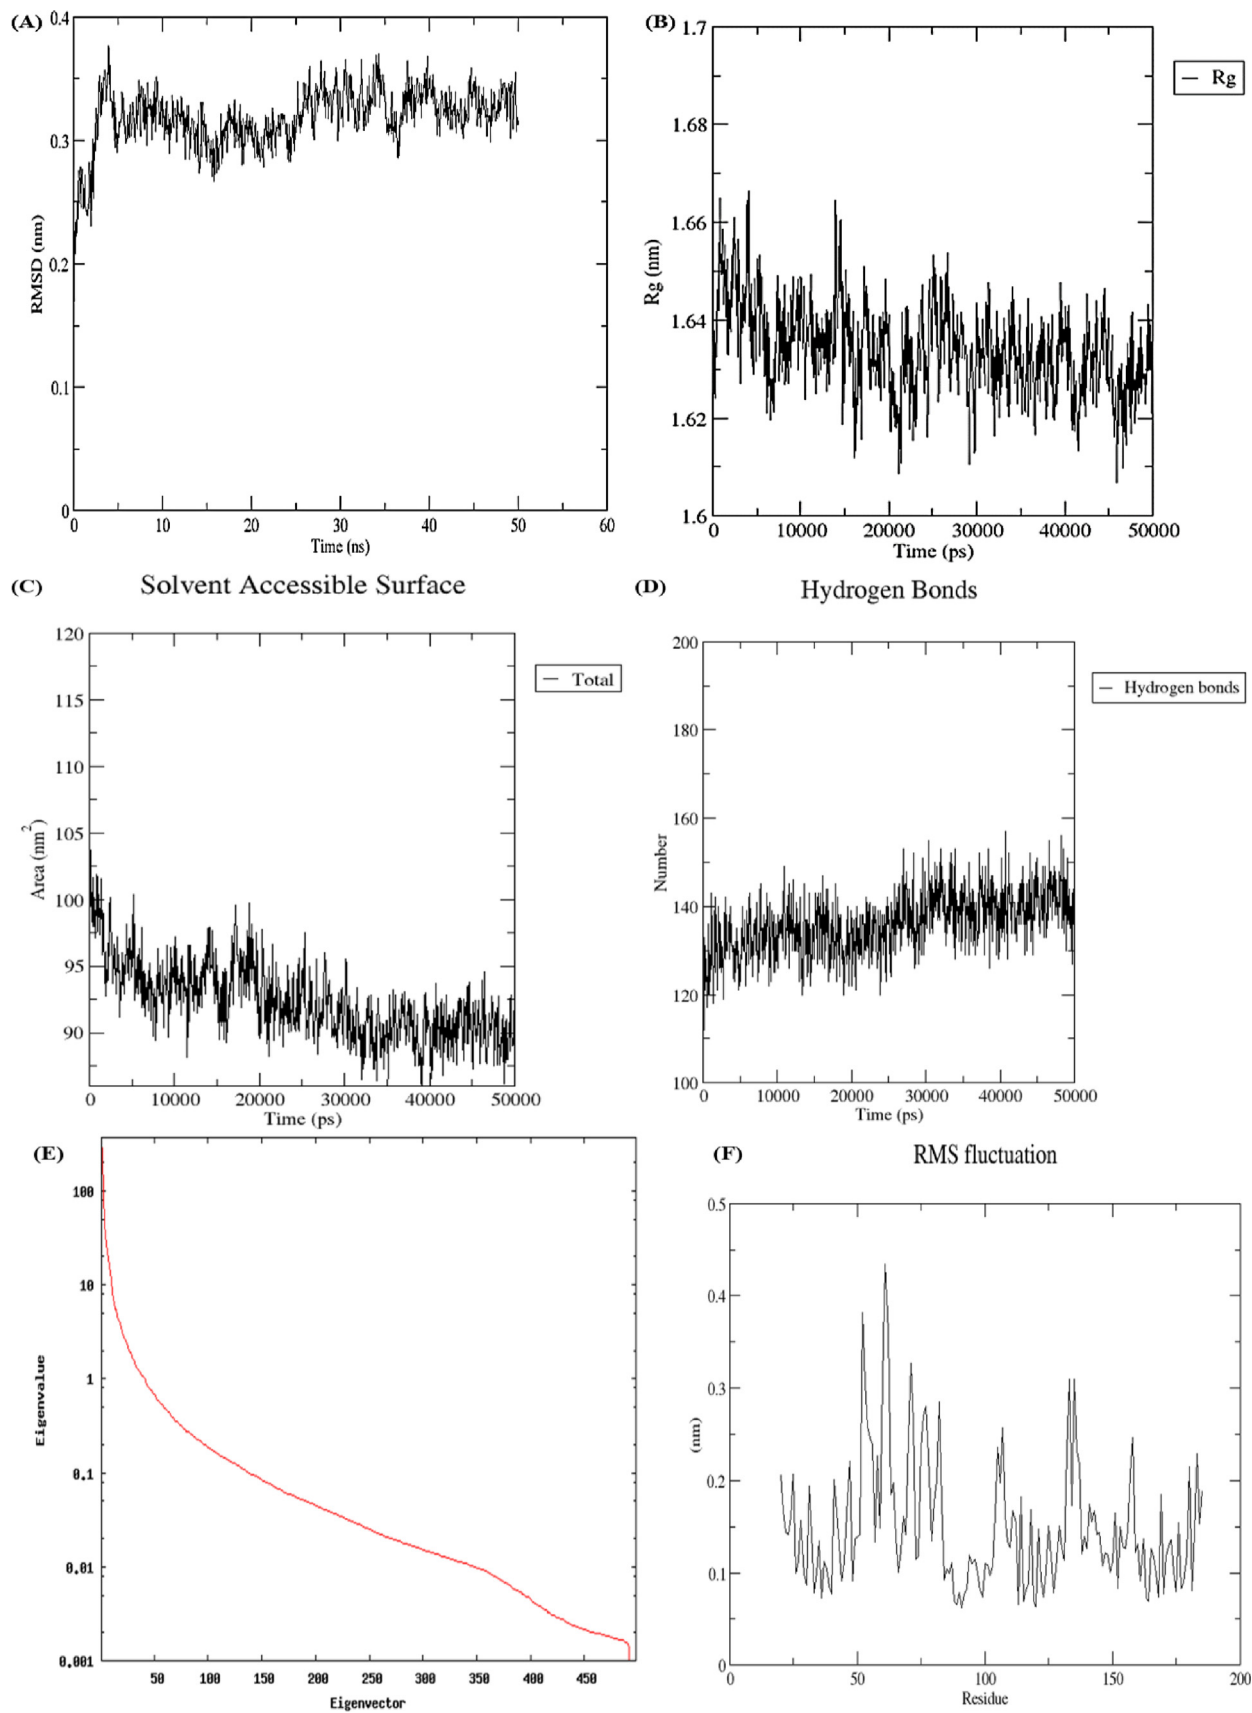 (A)
0.4
0.3
0.2
0.1
0
RMSD (nm)
0 10 20 30 40 50 60
Time (ns)
(B)
1.7
1.68
1.66
1.64
1.62
1.6
Rg (nm)
0 10000 20000 30000 40000 50000
Time (ps)
Rg
(C)
Solvent Accessible Surface
120
115
110
105
100
95
90
Area (nm2)
0 10000 20000 30000 40000 50000
Time (ps)
Total
(D)
Hydrogen Bonds
200
180
160
140
120
100
Number
0 10000 20000 30000 40000 50000
Time (ps)
Hydrogen bonds
(E)
100
10
1
0.1
0.01
0.001
Eigenvalue
50 100 150 200 250 300 350 400 450
Eigenvector
(F)
RMS fluctuation
0.5
0.4
0.3
0.2
0.1
0
(nm)
0 50 100 150 200
Residue